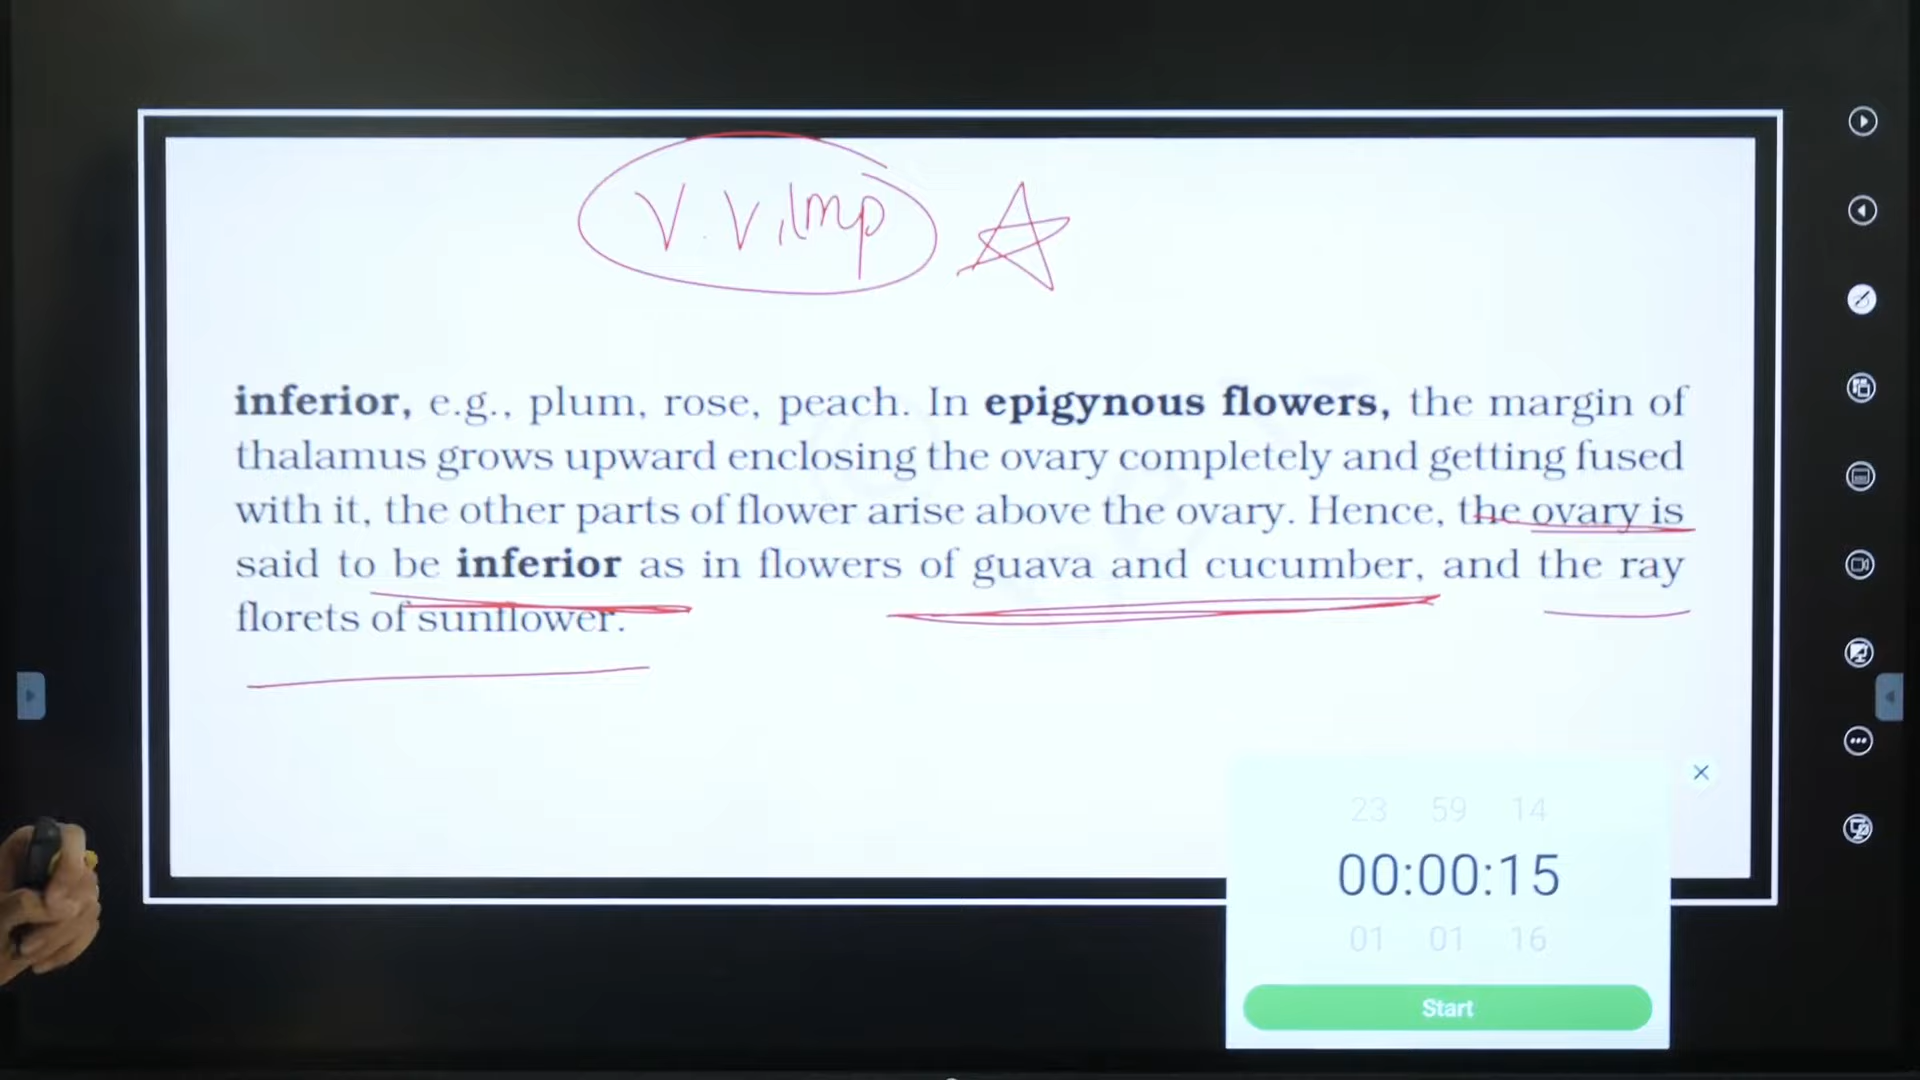 V. V. Imp
inferior, e.g., plum, rose, peach. In epigynous flowers, the margin of
thalamus grows upward enclosing the ovary completely and getting fused
with it, the other parts of flower arise above the ovary. Hence, the ovary is
said to be inferior as in flowers of guava and cucumber, and the ray
florets of sunflower.
23 59 14
00:00:15
01 01 16
Start